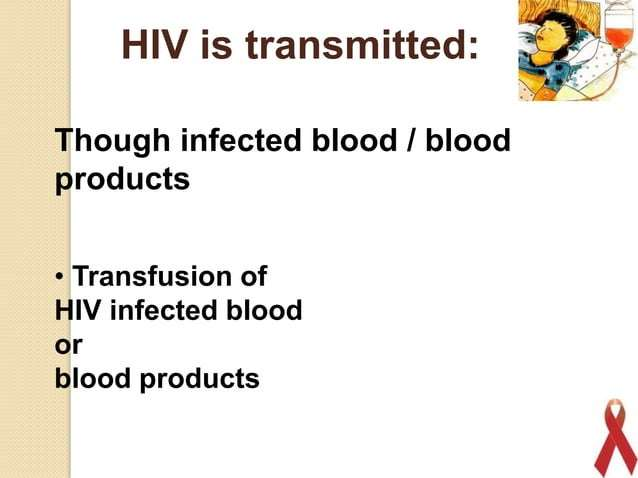 HIV is transmitted:
Though infected blood / blood
products
• Transfusion of
HIV infected blood
or
blood products